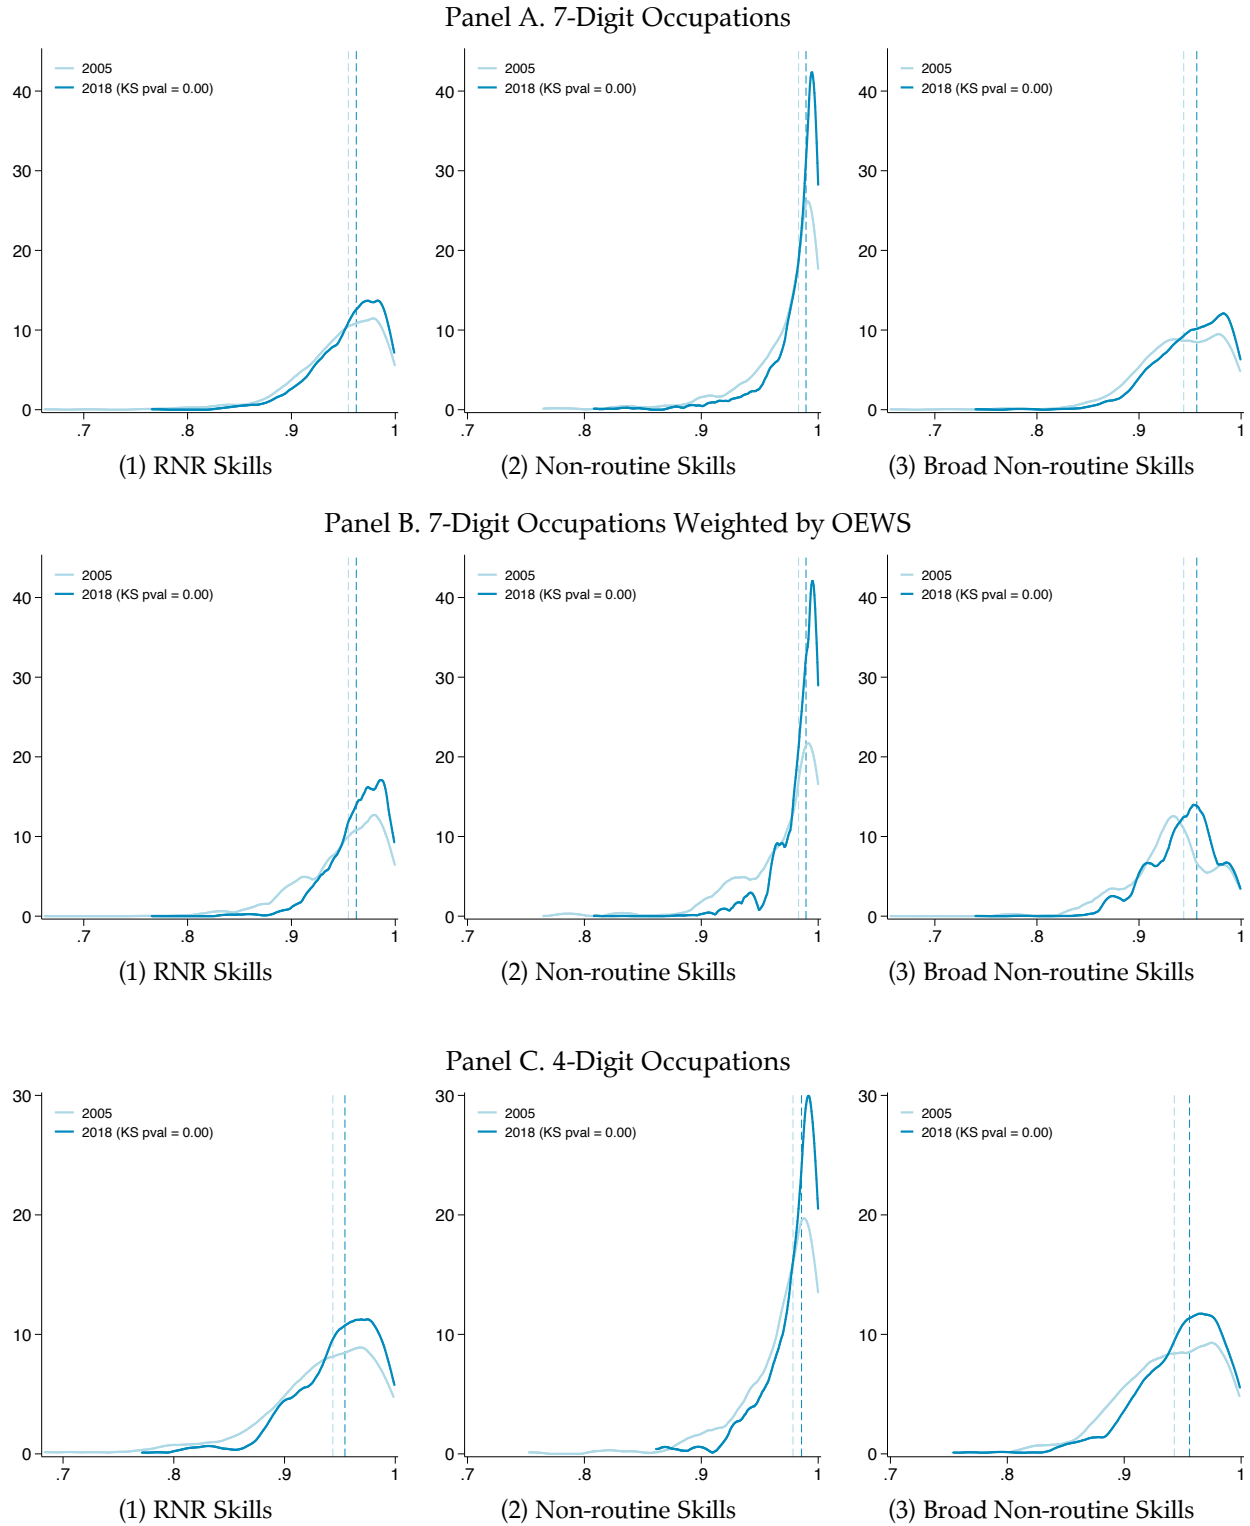 Panel A. 7-Digit Occupations
2005
2018 (KS pval = 0.00)
40
30
20
10
0
.7 .8 .9 1
(1) RNR Skills
2005
2018 (KS pval = 0.00)
40
30
20
10
0
.7 .8 .9 1
(2) Non-routine Skills
2005
2018 (KS pval = 0.00)
40
30
20
10
0
.7 .8 .9 1
(3) Broad Non-routine Skills
Panel B. 7-Digit Occupations Weighted by OEWS
2005
2018 (KS pval = 0.00)
40
30
20
10
0
.7 .8 .9 1
(1) RNR Skills
2005
2018 (KS pval = 0.00)
40
30
20
10
0
.7 .8 .9 1
(2) Non-routine Skills
2005
2018 (KS pval = 0.00)
40
30
20
10
0
.7 .8 .9 1
(3) Broad Non-routine Skills
Panel C. 4-Digit Occupations
30
2005
2018 (KS pval = 0.00)
20
10
0
.7 .8 .9 1
(1) RNR Skills
30
2005
2018 (KS pval = 0.00)
20
10
0
.7 .8 .9 1
(2) Non-routine Skills
30
2005
2018 (KS pval = 0.00)
20
10
0
.7 .8 .9 1
(3) Broad Non-routine Skills